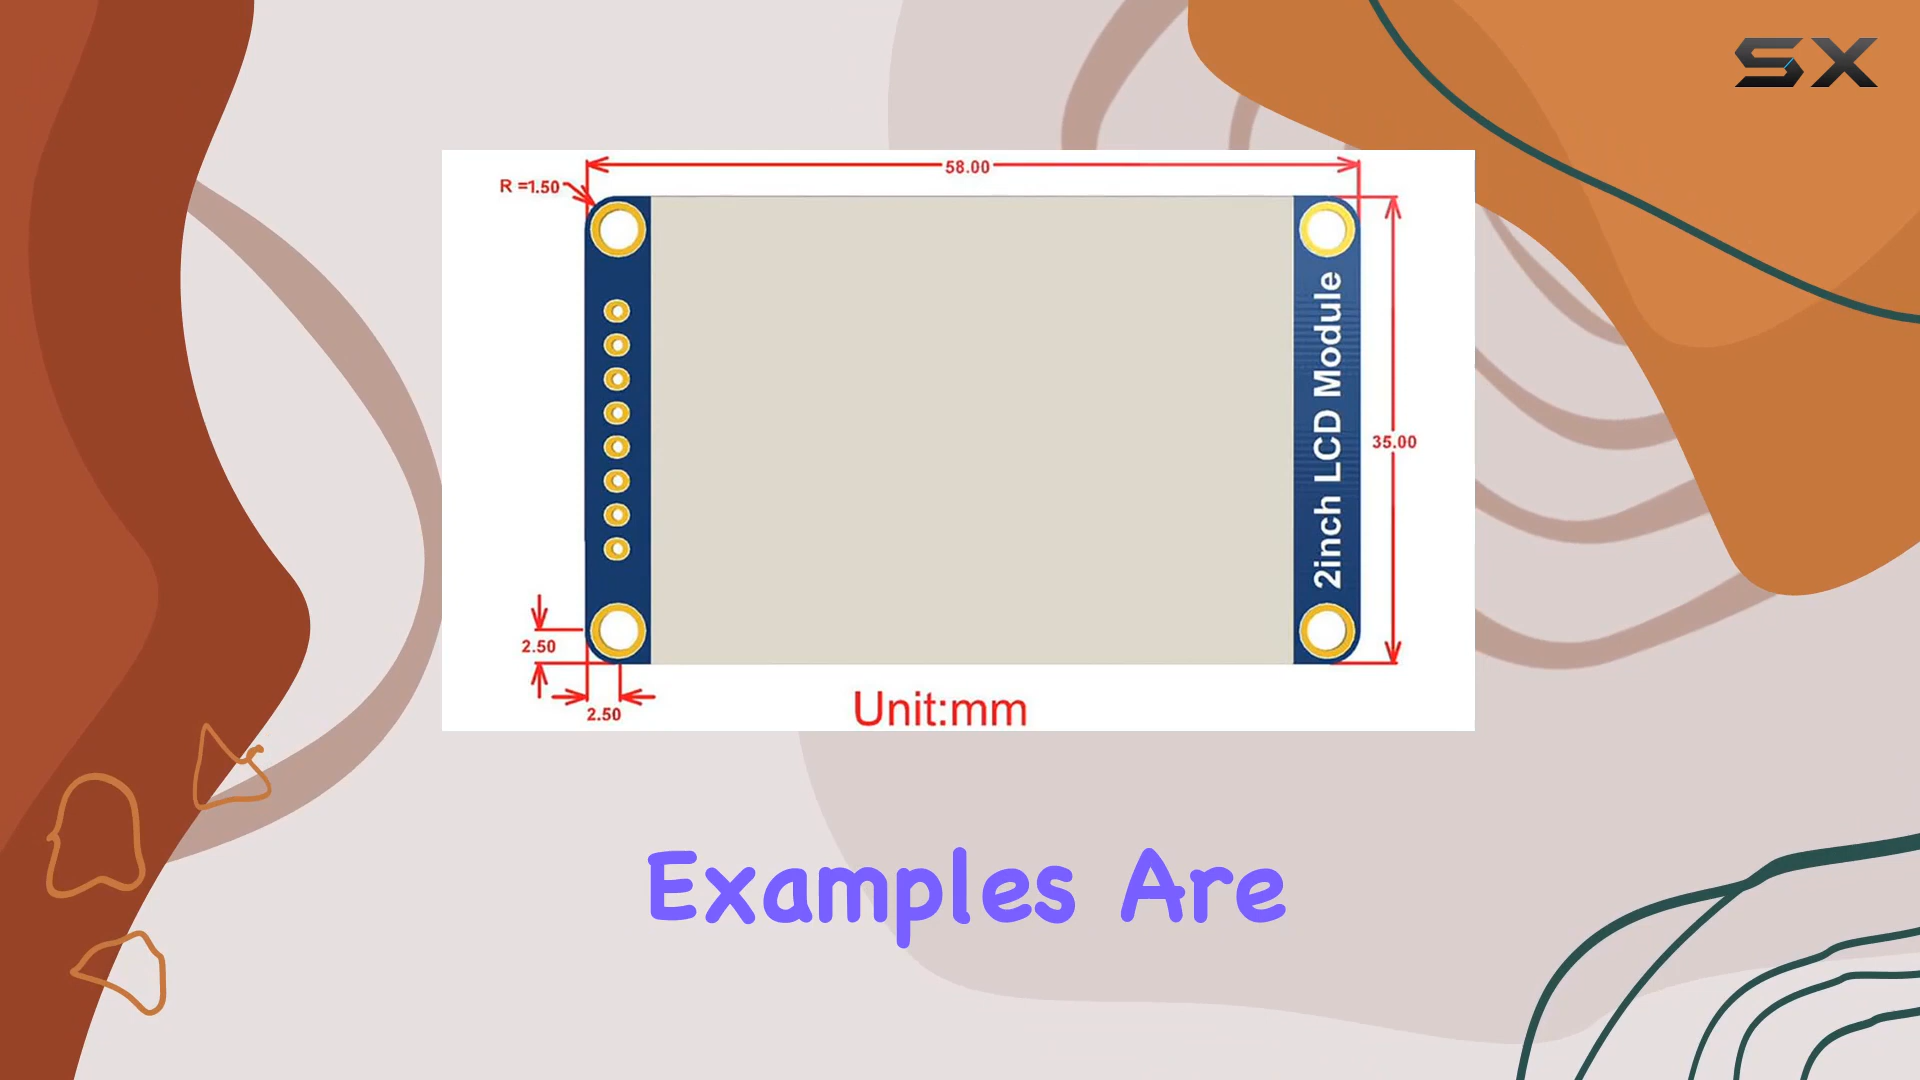 SX
58.00
R =1.50
2inch LCD Module
35.00
2.50
2.50
Unit:mm
Examples Are